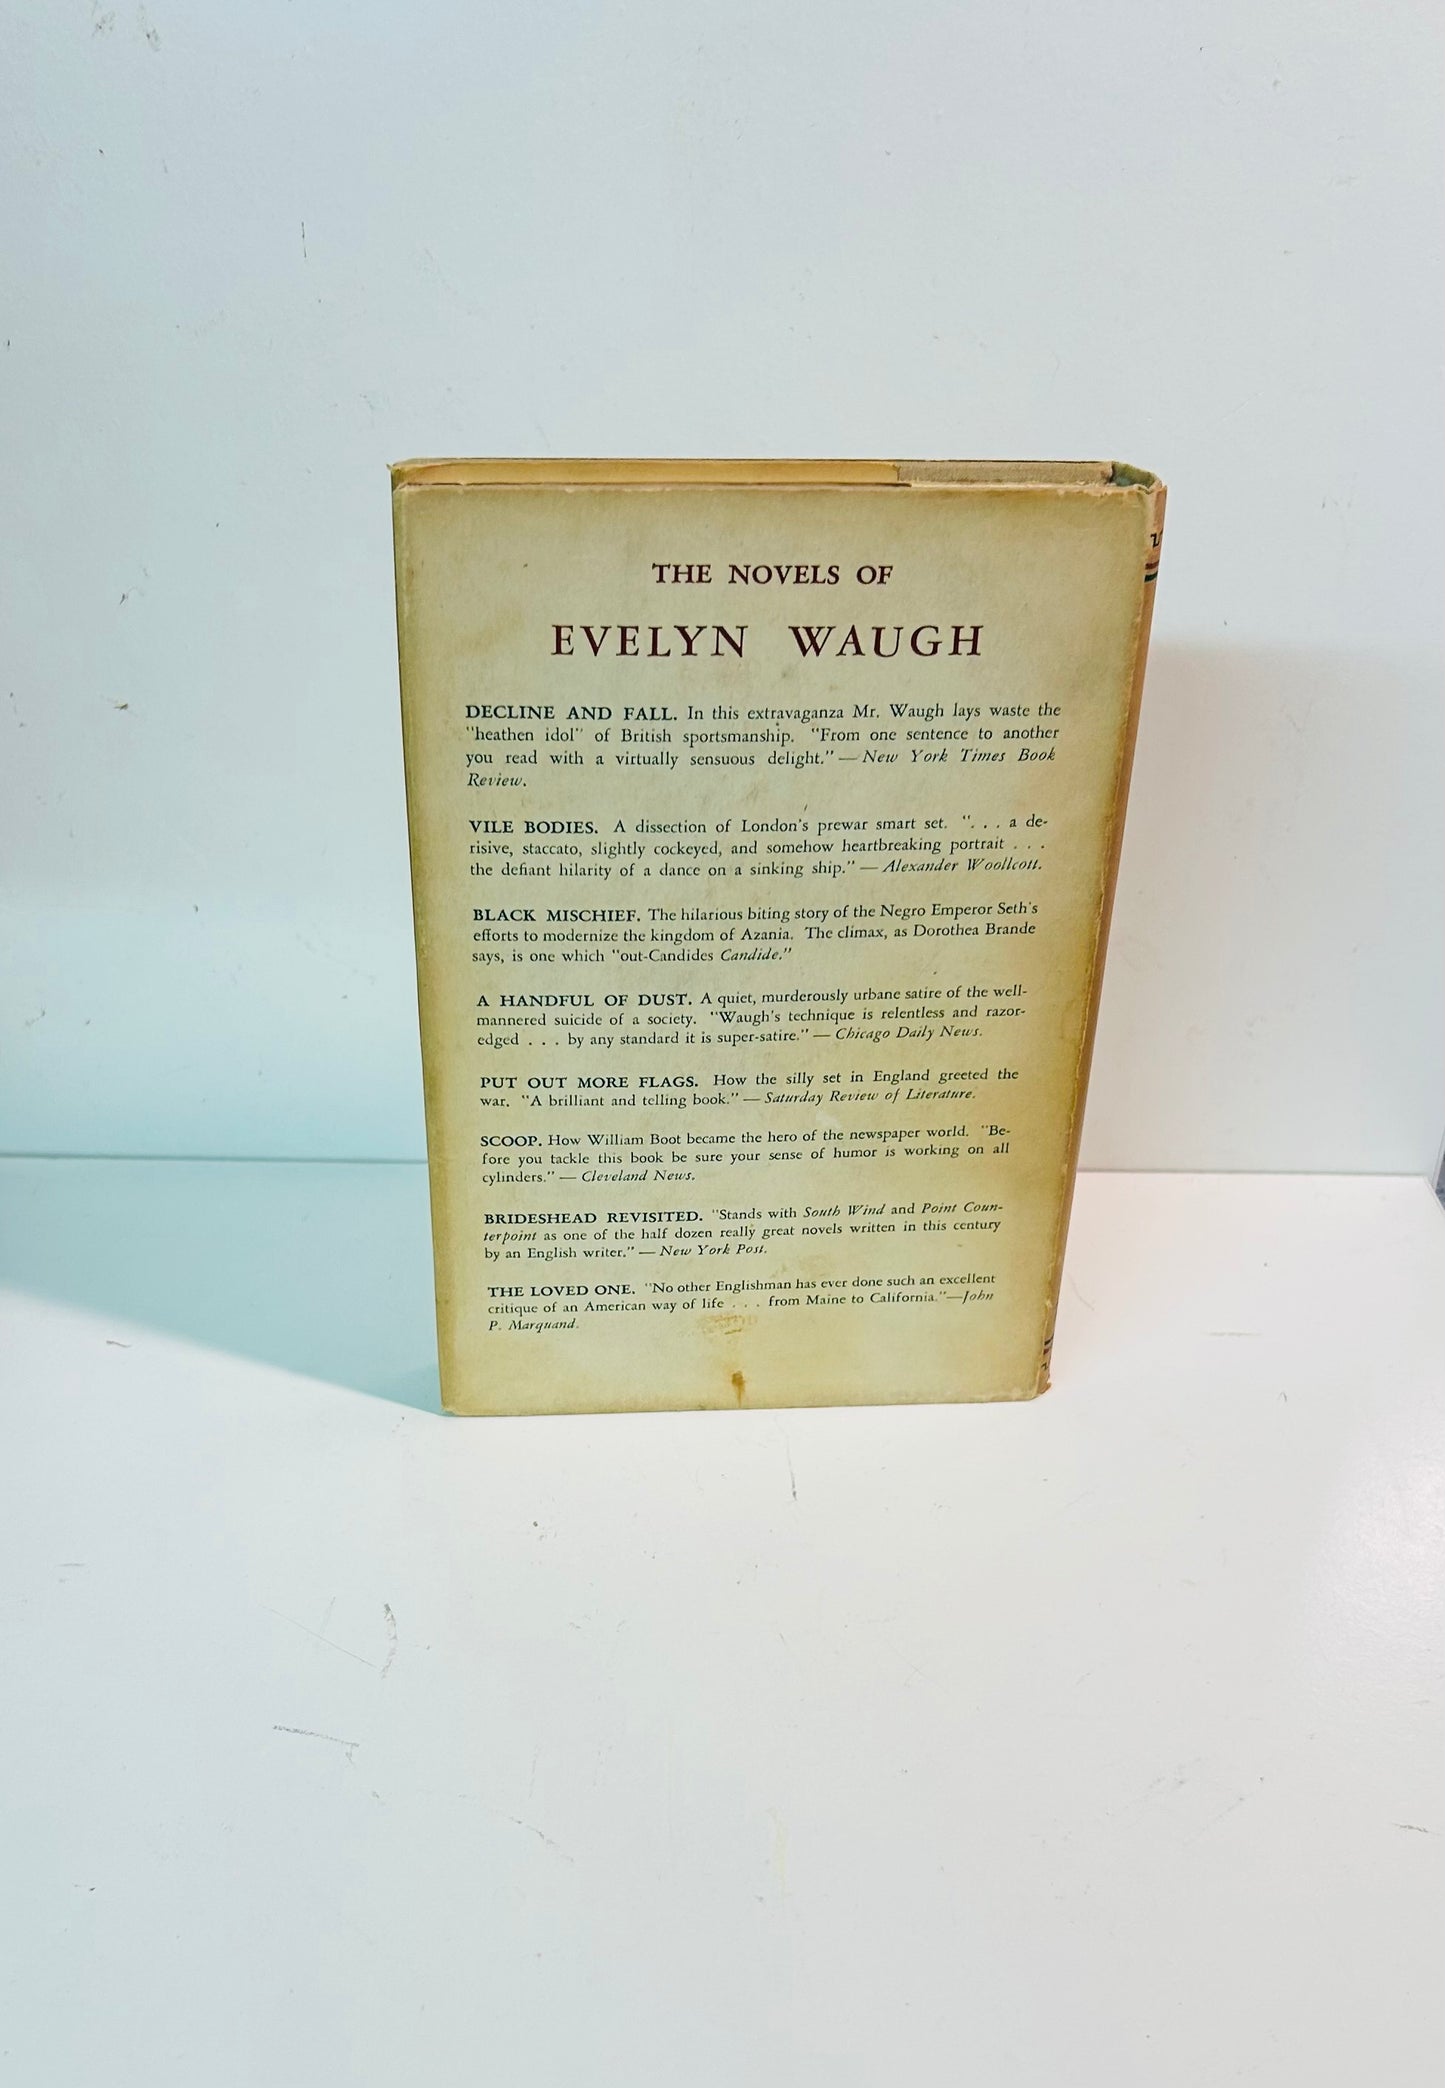 THE NOVELS OF
EVELYN WAUGH
DECLINE AND FALL. In this extravaganza Mr. Waugh lays waste the
"heathen idol" of British sportsmanship. "From one sentence to another
you read with a virtually sensuous delight." — New York Times Book
Review.
VILE BODIES. A dissection of London's prewar smart set. ". . . a de-
risive, staccato, slightly cockeyed, and somehow heartbreaking portrait . . .
the defiant hilarity of a dance on a sinking ship." — Alexander Woollcott.
BLACK MISCHIEF. The hilarious biting story of the Negro Emperor Seth's
efforts to modernize the kingdom of Azania. The climax, as Dorothea Brande
says, is one which "out-Candides Candide."
A HANDFUL OF DUST. A quiet, murderously urbane satire of the well-
mannered suicide of a society. "Waugh's technique is relentless and razor-
edged . . . by any standard it is super-satire." — Chicago Daily News.
PUT OUT MORE FLAGS. How the silly set in England greeted the
war. "A brilliant and telling book." — Saturday Review of Literature.
SCOOP. How William Boot became the hero of the newspaper world. "Be-
fore you tackle this book be sure your sense of humor is working on all
cylinders." — Cleveland News.
BRIDESHEAD REVISITED. "Stands with South Wind and Point Coun-
terpoint as one of the half dozen really great novels written in this century
by an English writer." — New York Post.
THE LOVED ONE. "No other Englishman has ever done such an excellent
critique of an American way of life . . . from Maine to California."—John
P. Marquand.